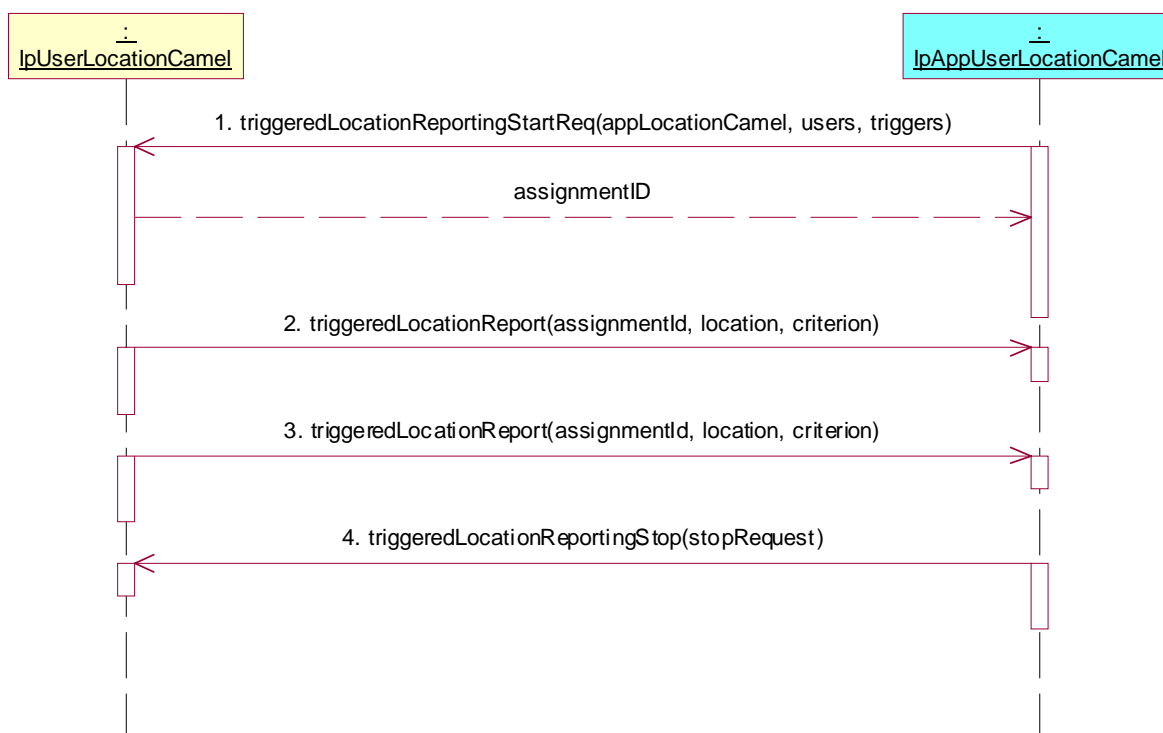 :
IpUserLocationCamel
:
IpAppUserLocationCamel
1. triggeredLocationReportingStartReq(appLocationCamel, users, triggers)
assignmentID
2. triggeredLocationReport(assignmentId, location, criterion)
3. triggeredLocationReport(assignmentId, location, criterion)
4. triggeredLocationReportingStop(stopRequest)